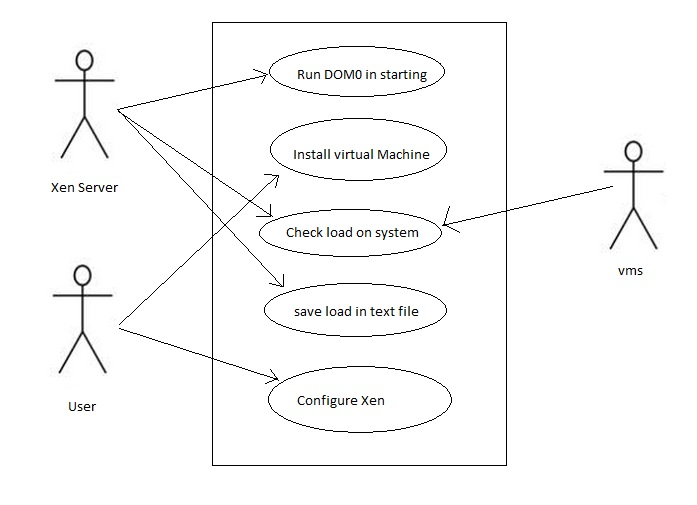 Run DOM0 in starting
Install virtual Machine
Xen Server
Check load on system
vms
save load in text file
Configure Xen
User